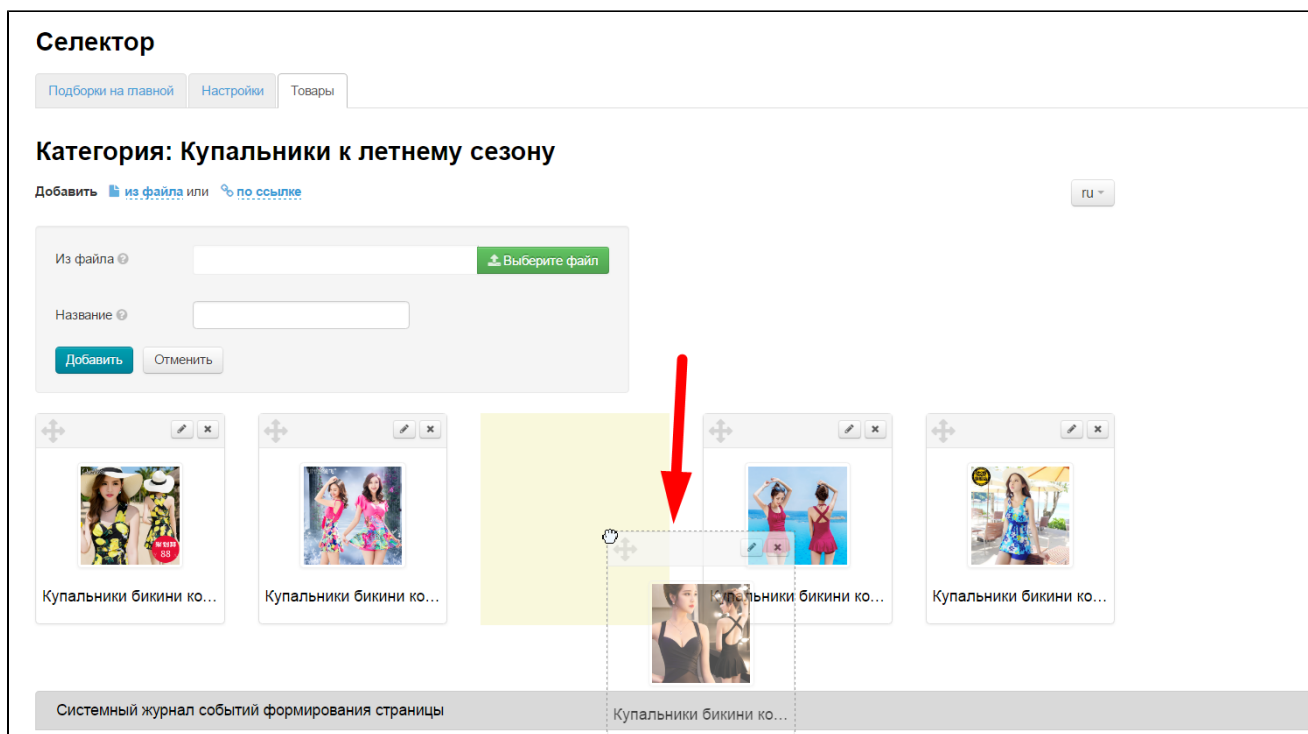 Селектор
Подборки на главной Настройки Товары
Категория: Купальники к летнему сезону
Добавить из файла или по ссылке
ru
Из файла
Выберите файл
Название
Добавить Отменить
88
Купальники бикини ко...
Купальники бикини ко...
Купальники бикини ко...
Купальники бикини ко...
Системный журнал событий формирования страницы
Купальники бикини ко...